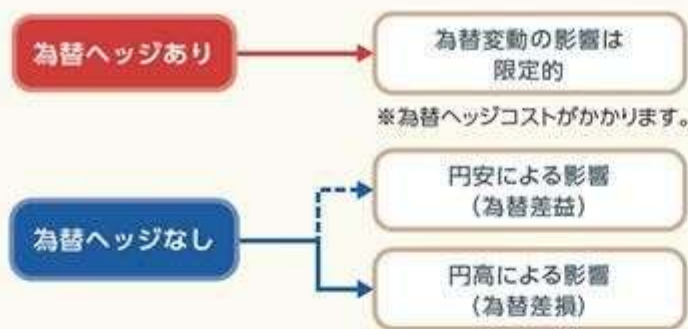 為替ヘッジあり
為替変動の影響は
限定的
※為替ヘッジコストがかかります。
為替ヘッジなし
円安による影響
(為替差益)
円高による影響
(為替差損)